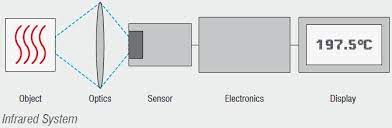 197.5°C
Object Optics Sensor Electronics Display
Infrared System